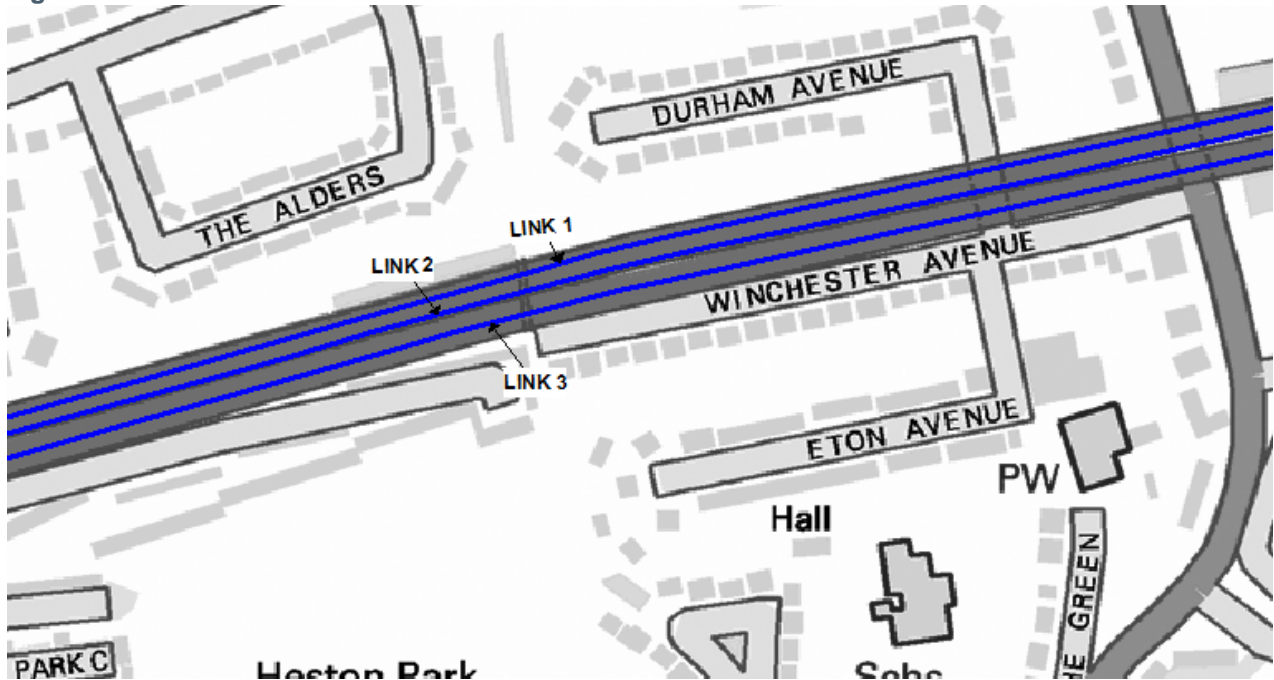 DURHAM AVENUE
THE ALDERS
LINK 1
LINK 2
WINCHESTER AVENUE
LINK 3
ETON AVENUE
PW
Hall
THE GREEN
PARK C
Heston Park
Schs